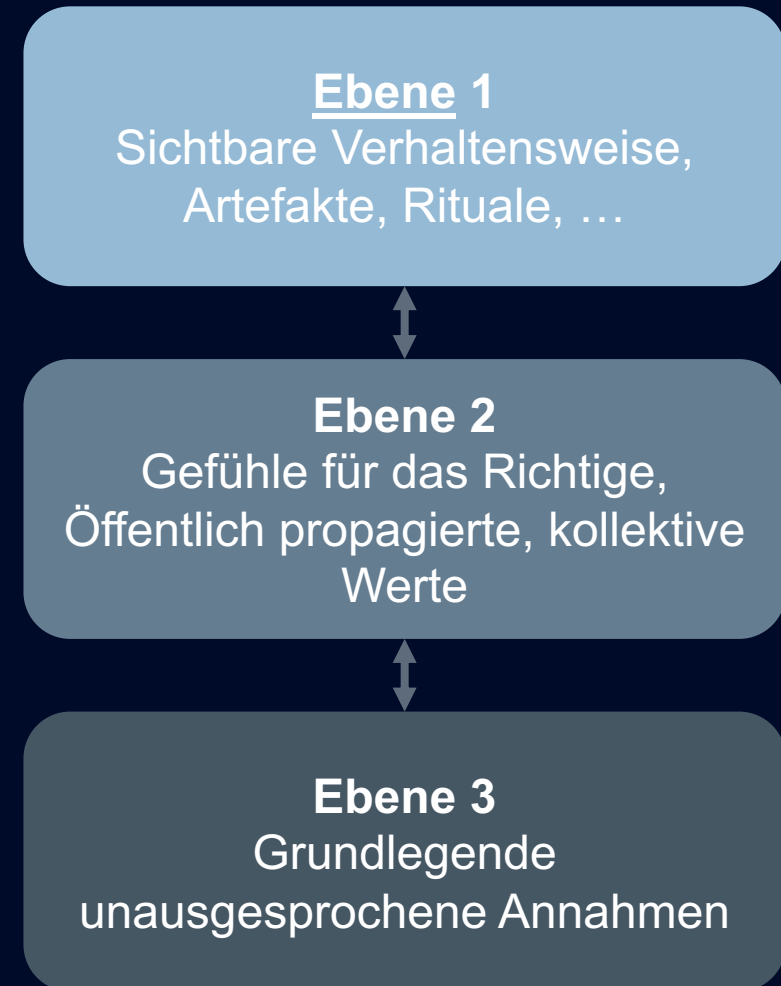 Ebene 1
Sichtbare Verhaltensweise,
Artefakte, Rituale, …
Ebene 2
Gefühle für das Richtige,
Öffentlich propagierte, kollektive
Werte
Ebene 3
Grundlegende
unausgesprochene Annahmen